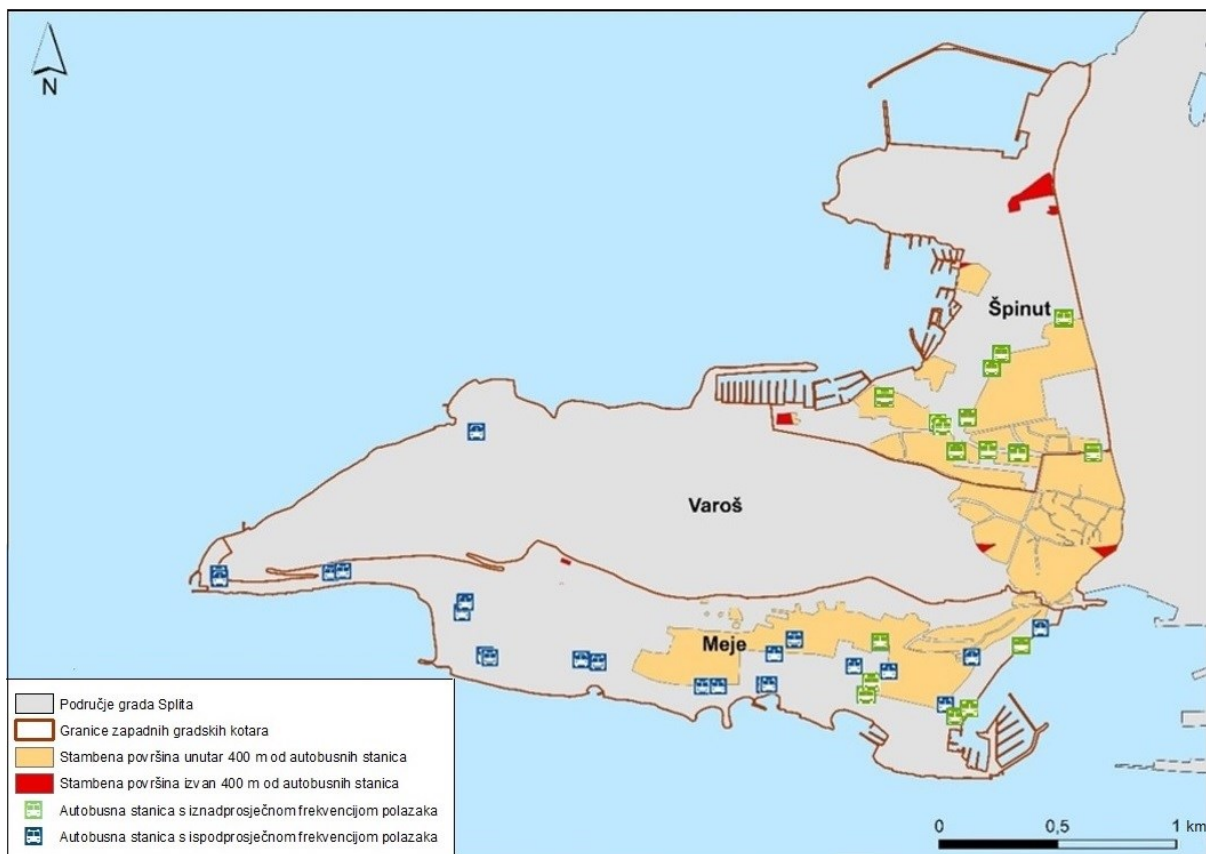 N
Špinut
Varoš
Meje
Područje grada Splita
Granice zapadnih gradskih kotara
Stambena površina unutar 400 m od autobusnih stanica
Stambena površina izvan 400 m od autobusnih stanica
Autobusna stanica s iznadprosječnom frekvencijom polazaka
Autobusna stanica s ispodprosječnom frekvencijom polazaka
0 0,5 1 km